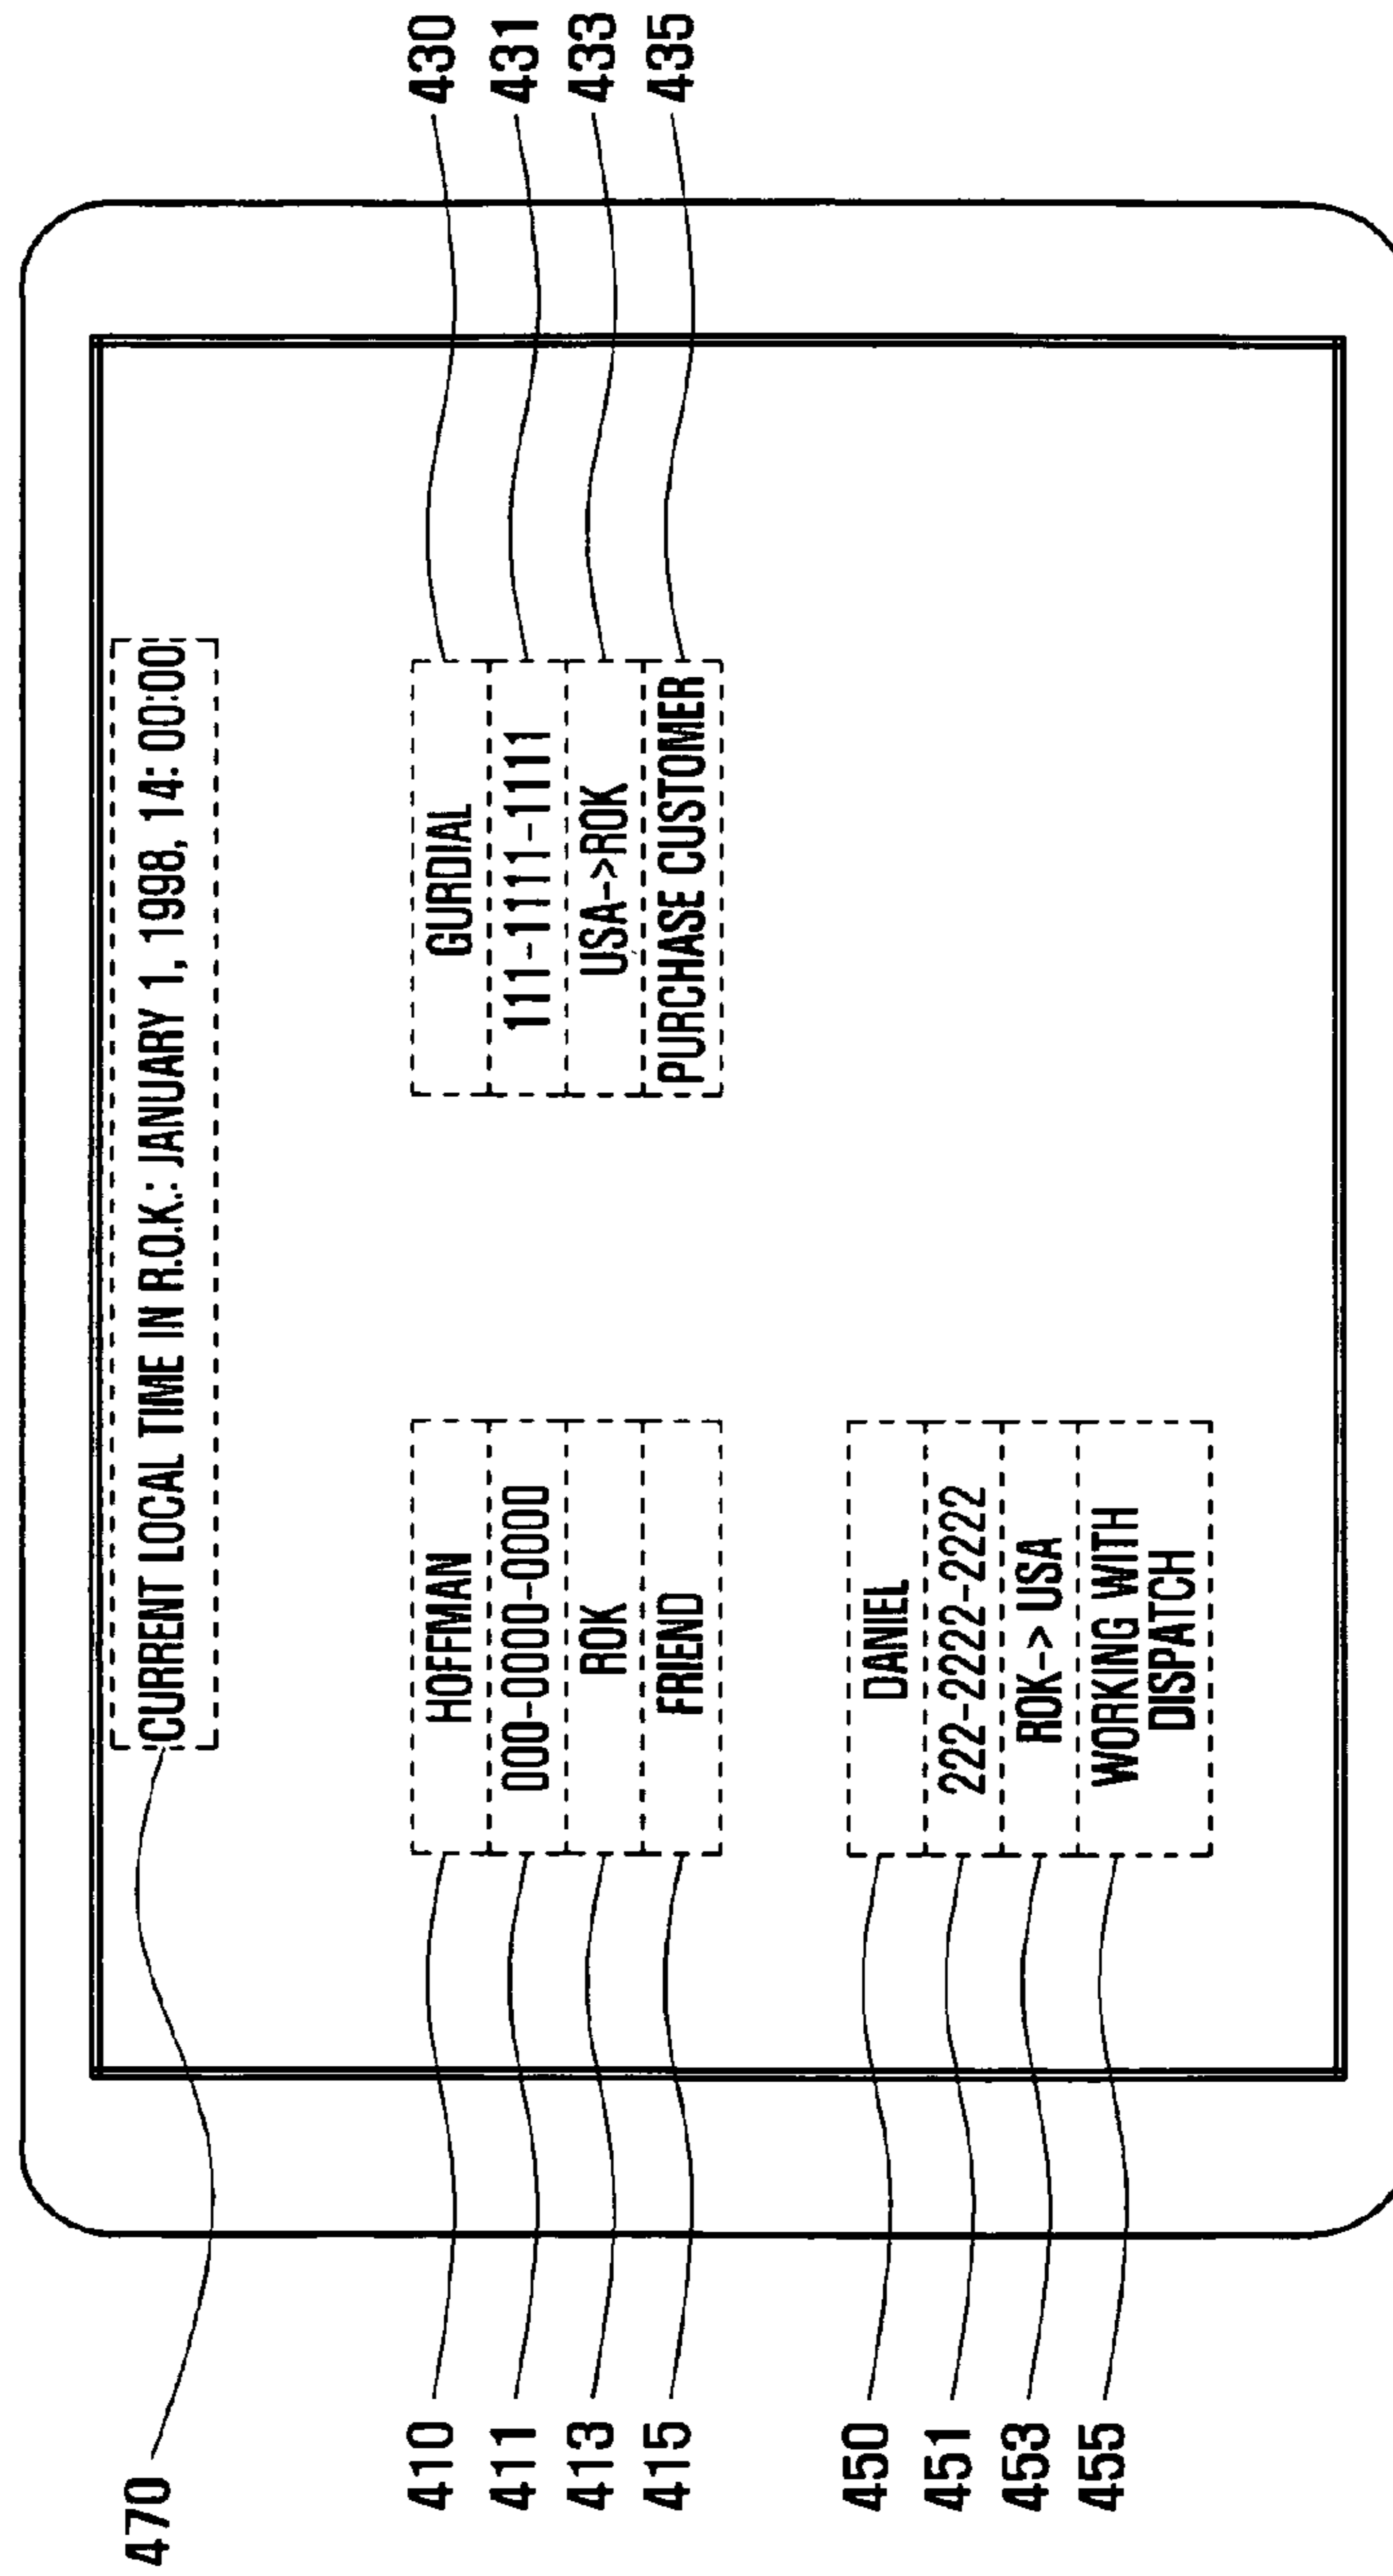 470
CURRENT LOCAL TIME IN R.O.K.: JANUARY 1, 1998, 14: 00:00
410
HOFFMAN
411
000-0000-0000
413
ROK
415
FRIEND
GURDIAL
430
111-1111-1111
431
USA->ROK
433
PURCHASE CUSTOMER
435
450
DANIEL
451
222-2222-2222
453
ROK-> USA
455
WORKING WITH
DISPATCH